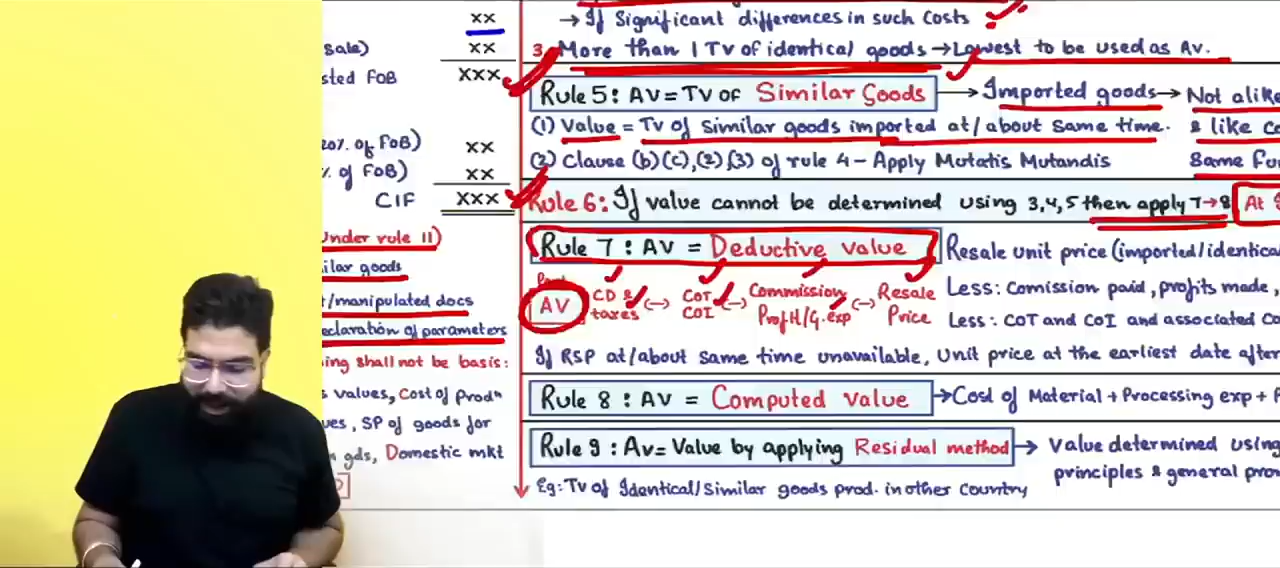 XX
Sale) XX
sted FOB XXX
20% of FOB) XX
% of FOB) XX
CIF XXX
Under rule 11)
ilar goods
/manipulated docs
eclaration of parameters
ing shall not be basis:
s values, Cost of Prodn
ues, SP of goods for
gds, Domestic mkt
→ If Significant differences in such Costs
3. More than 1 TV of identical goods → Lowest to be used as AV.
Rule 5: AV = TV of Similar Goods → Imported goods → Not alike
(1) Value = TV of Similar goods imported at/about Same time. & like co
(2) Clause (b)(c),(2),(3) of rule 4 - Apply Mutatis Mutandis Same fun
Rule 6: If value cannot be determined using 3,4,5 then apply 7→8 At
Rule 7: AV = Deductive value Resale unit price (imported/identica
AV CD & taxes ↔ COT COI ↔ Commission Profit/G.exp ↔ Resale Price
Less: Comission paid, profits made,
Less: COT and COI and associated Co
If RSP at/about same time unavailable, Unit price at the earliest date after
Rule 8: AV = Computed Value → Cost of Material + Processing exp +
Rule 9: AV = Value by applying Residual method → Value determined using
principles & general prov
Eg: TV of Identical/Similar goods prod. in other Country